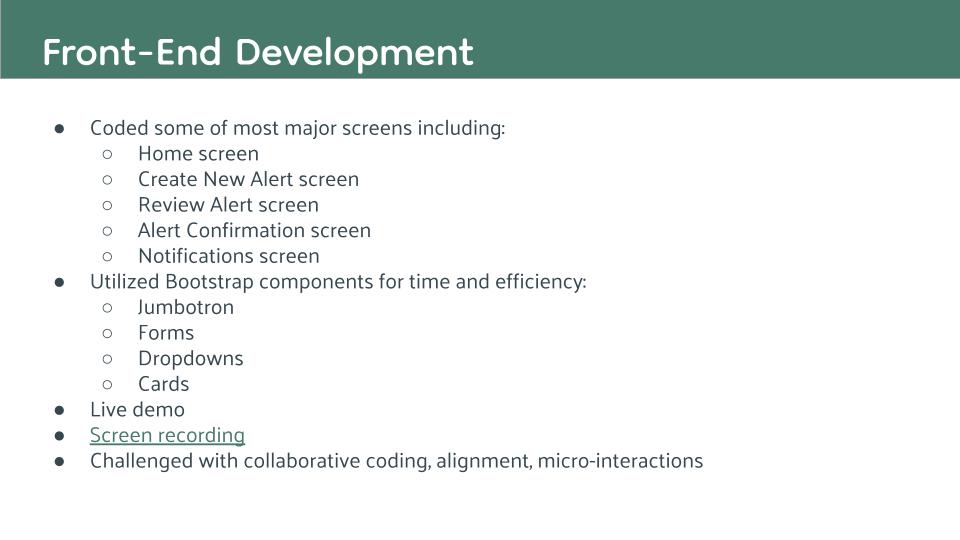 Front-End Development
● Coded some of most major screens including:
○ Home screen
○ Create New Alert screen
○ Review Alert screen
○ Alert Confirmation screen
○ Notifications screen
● Utilized Bootstrap components for time and efficiency:
○ Jumbotron
○ Forms
○ Dropdowns
○ Cards
● Live demo
● Screen recording
● Challenged with collaborative coding, alignment, micro-interactions